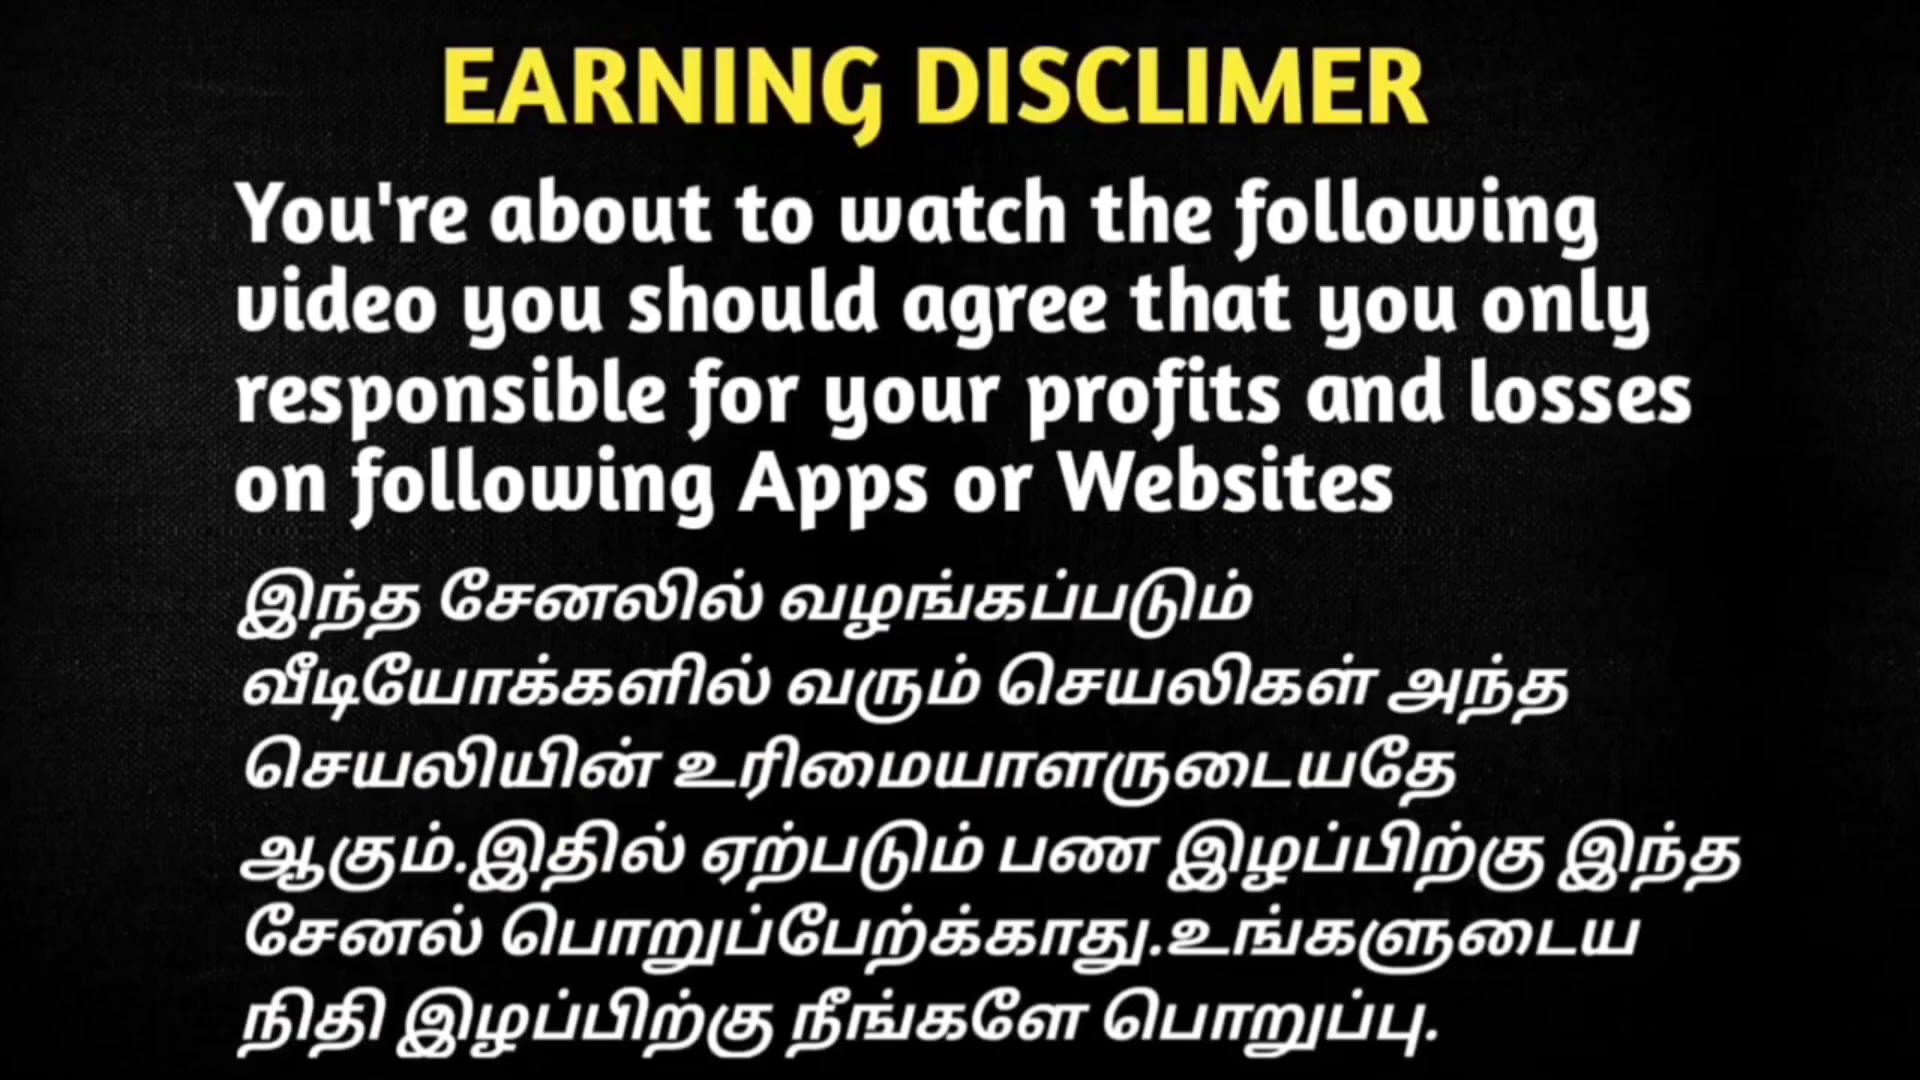 EARNING DISCLIMER
You're about to watch the following
video you should agree that you only
responsible for your profits and losses
on following Apps or Websites
இந்த சேனலில் வழங்கப்படும்
வீடியோக்களில் வரும் செயலிகள் அந்த
செயலியின் உரிமையாளருடையதே
ஆகும்.இதில் ஏற்படும் பண இழப்பிற்கு இந்த
சேனல் பொறுப்பேற்க்காது.உங்களுடைய
நிதி இழப்பிற்கு நீங்களே பொறுப்பு.